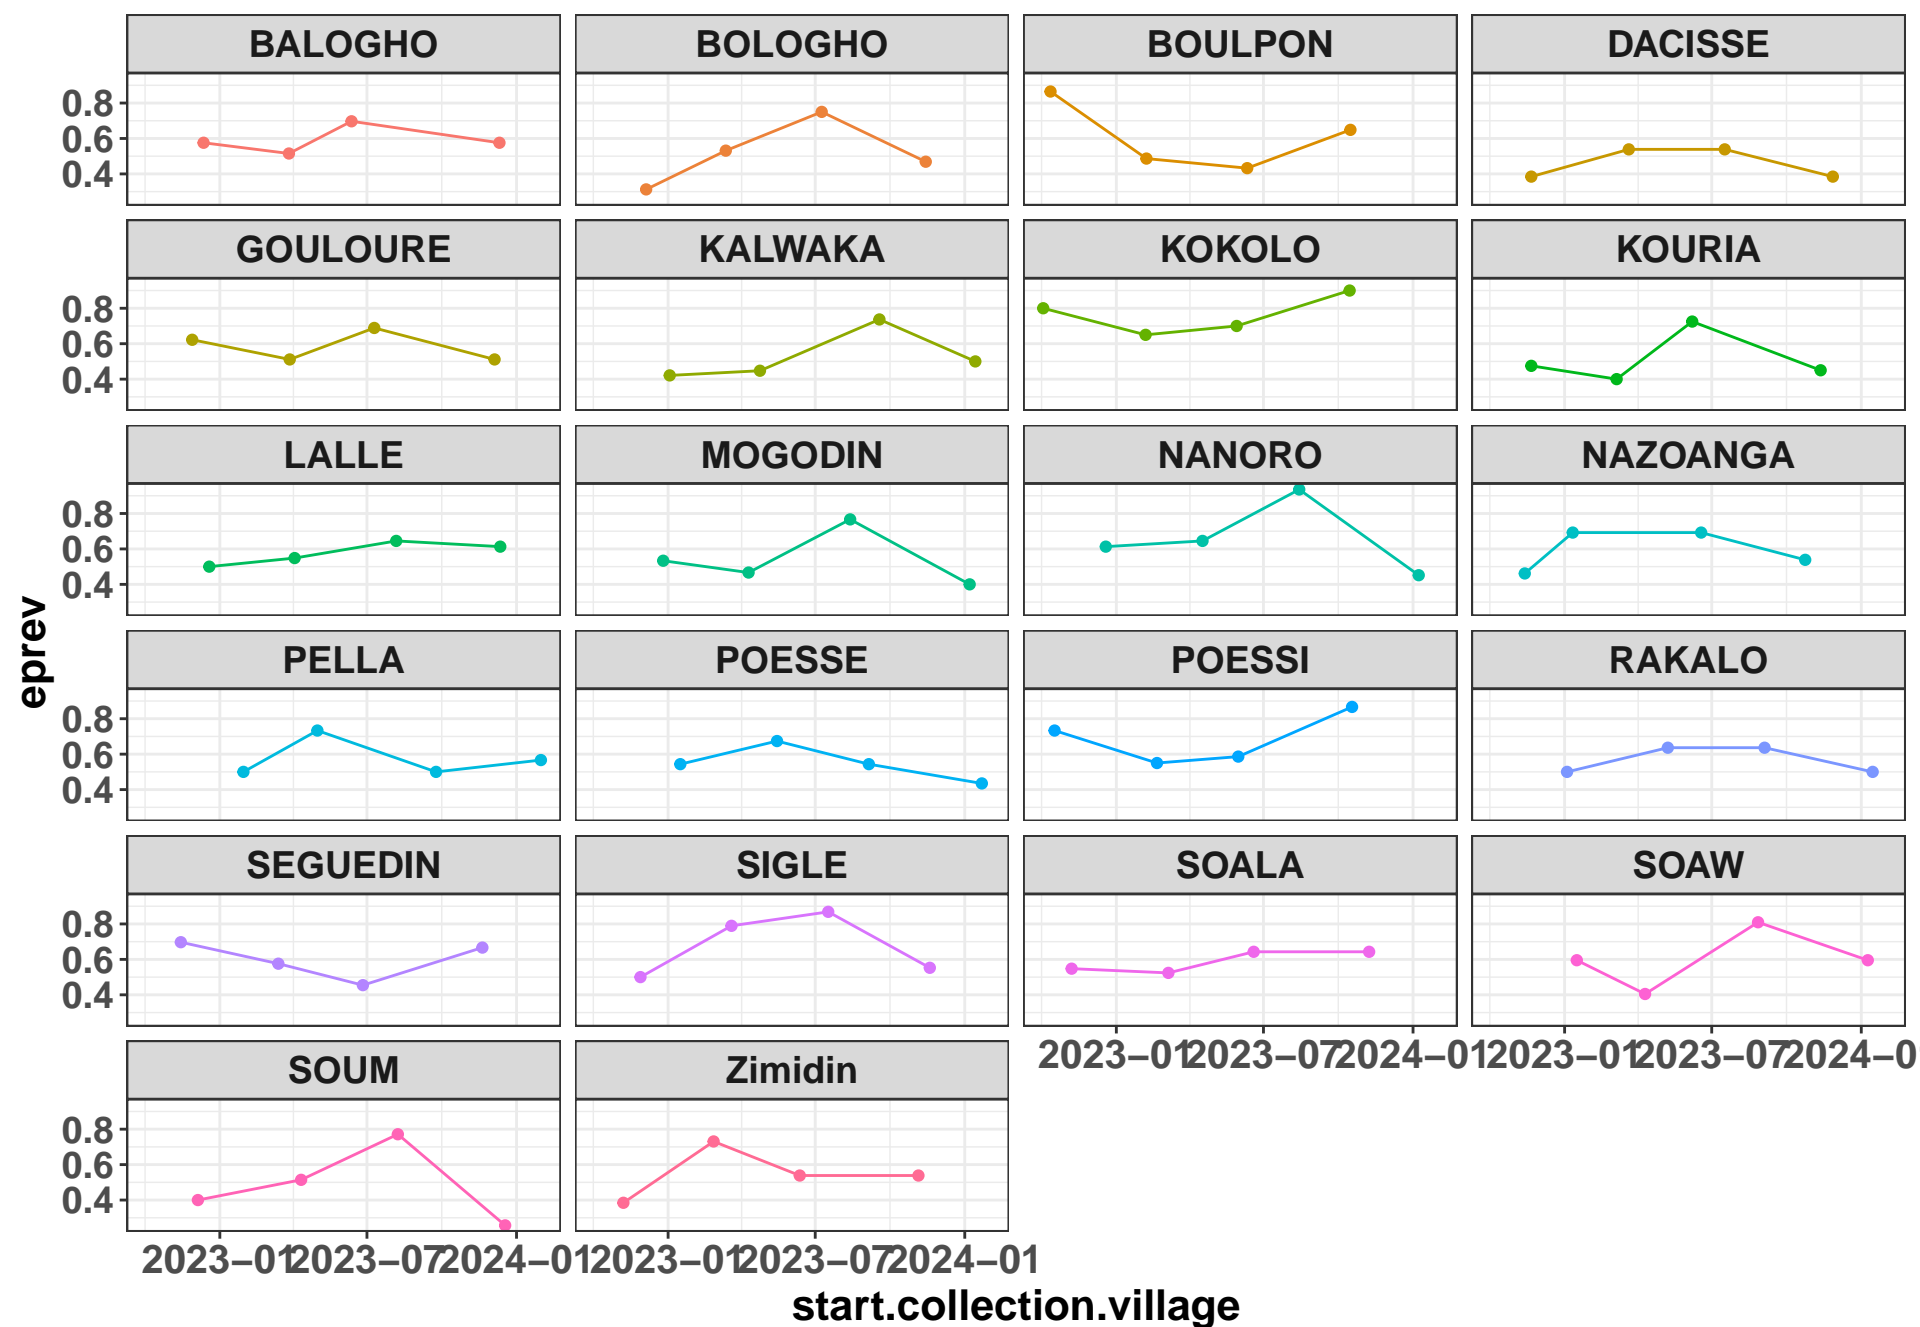 BALOGHO BOLOGHO BOULPON DACISSE
0.8
0.6
0.4
GOULOURE KALWAKA KOKOLO KOURIA
0.8
0.6
0.4
LALLE MOGODIN NANORO NAZOANGA
0.8
0.6
0.4
eprev
PELLA POESSE POESSI RAKALO
0.8
0.6
0.4
SEGUEDIN SIGLE SOALA SOAW
0.8
0.6
0.4
2023−01 2023−07 2024−01 2023−01 2023−07 2024−0
SOUM Zimidin
0.8
0.6
0.4
2023−01 2023−07 2024−01 2023−01 2023−07 2024−01
start.collection.village